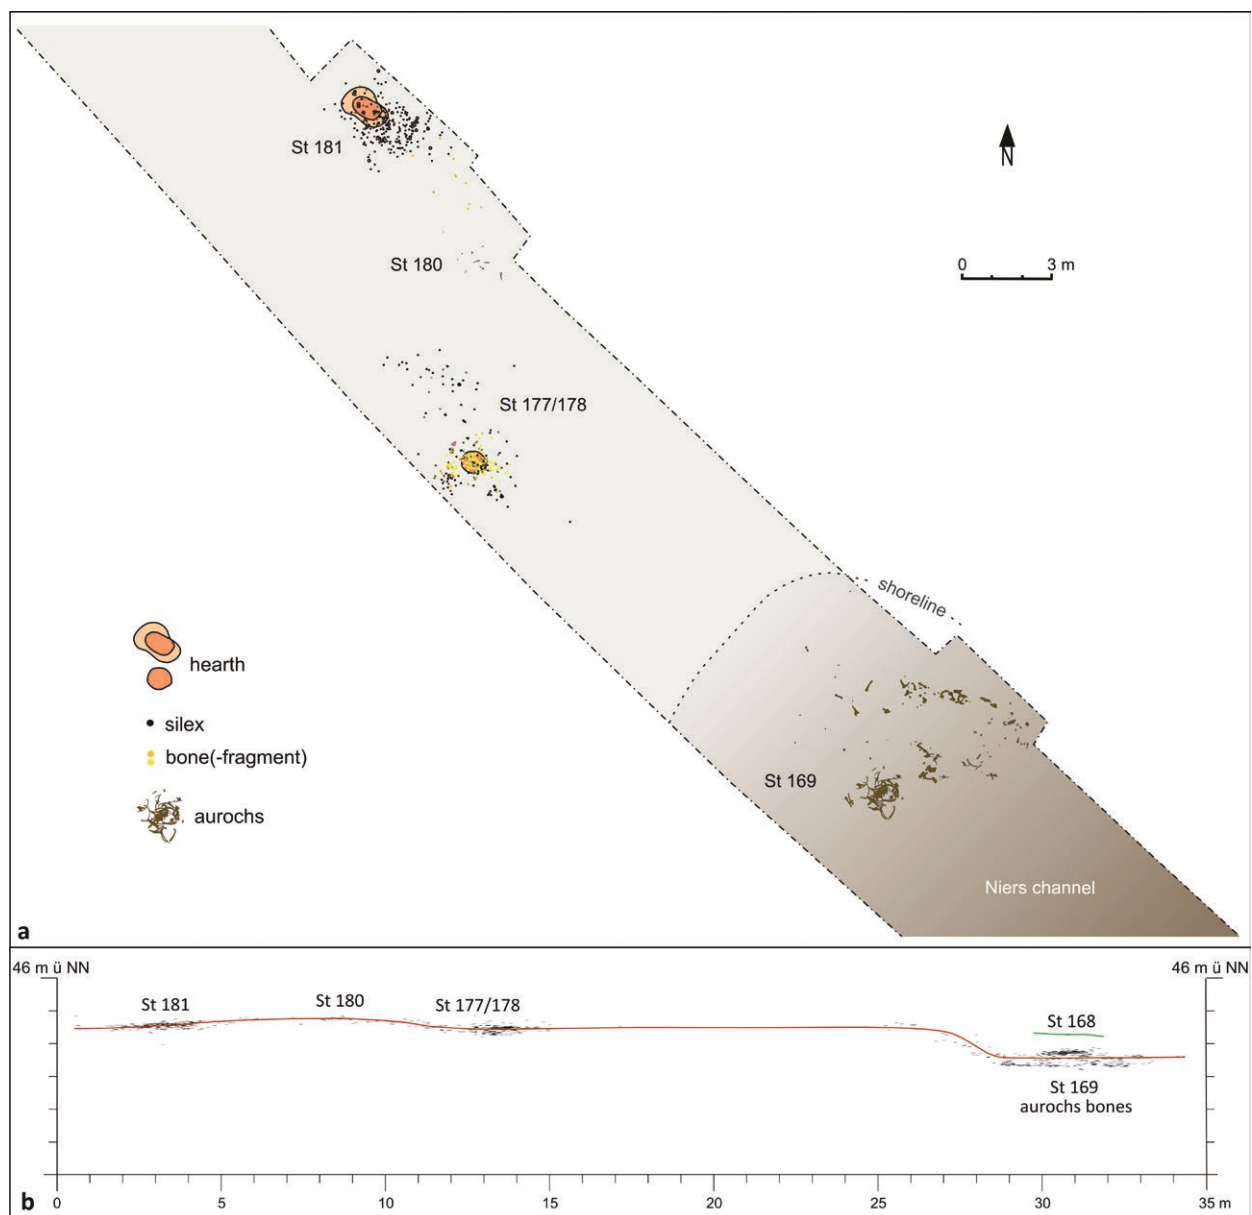 St 181
N
St 180
0 3 m
St 177/178
shoreline
hearth
silex
bone(-fragment)
aurochs
St 169
Niers channel
a
46 m ü NN 46 m ü NN
St 181 St 180 St 177/178
St 168
St 169
aurochs bones
b
0 5 10 15 20 25 30 35 m